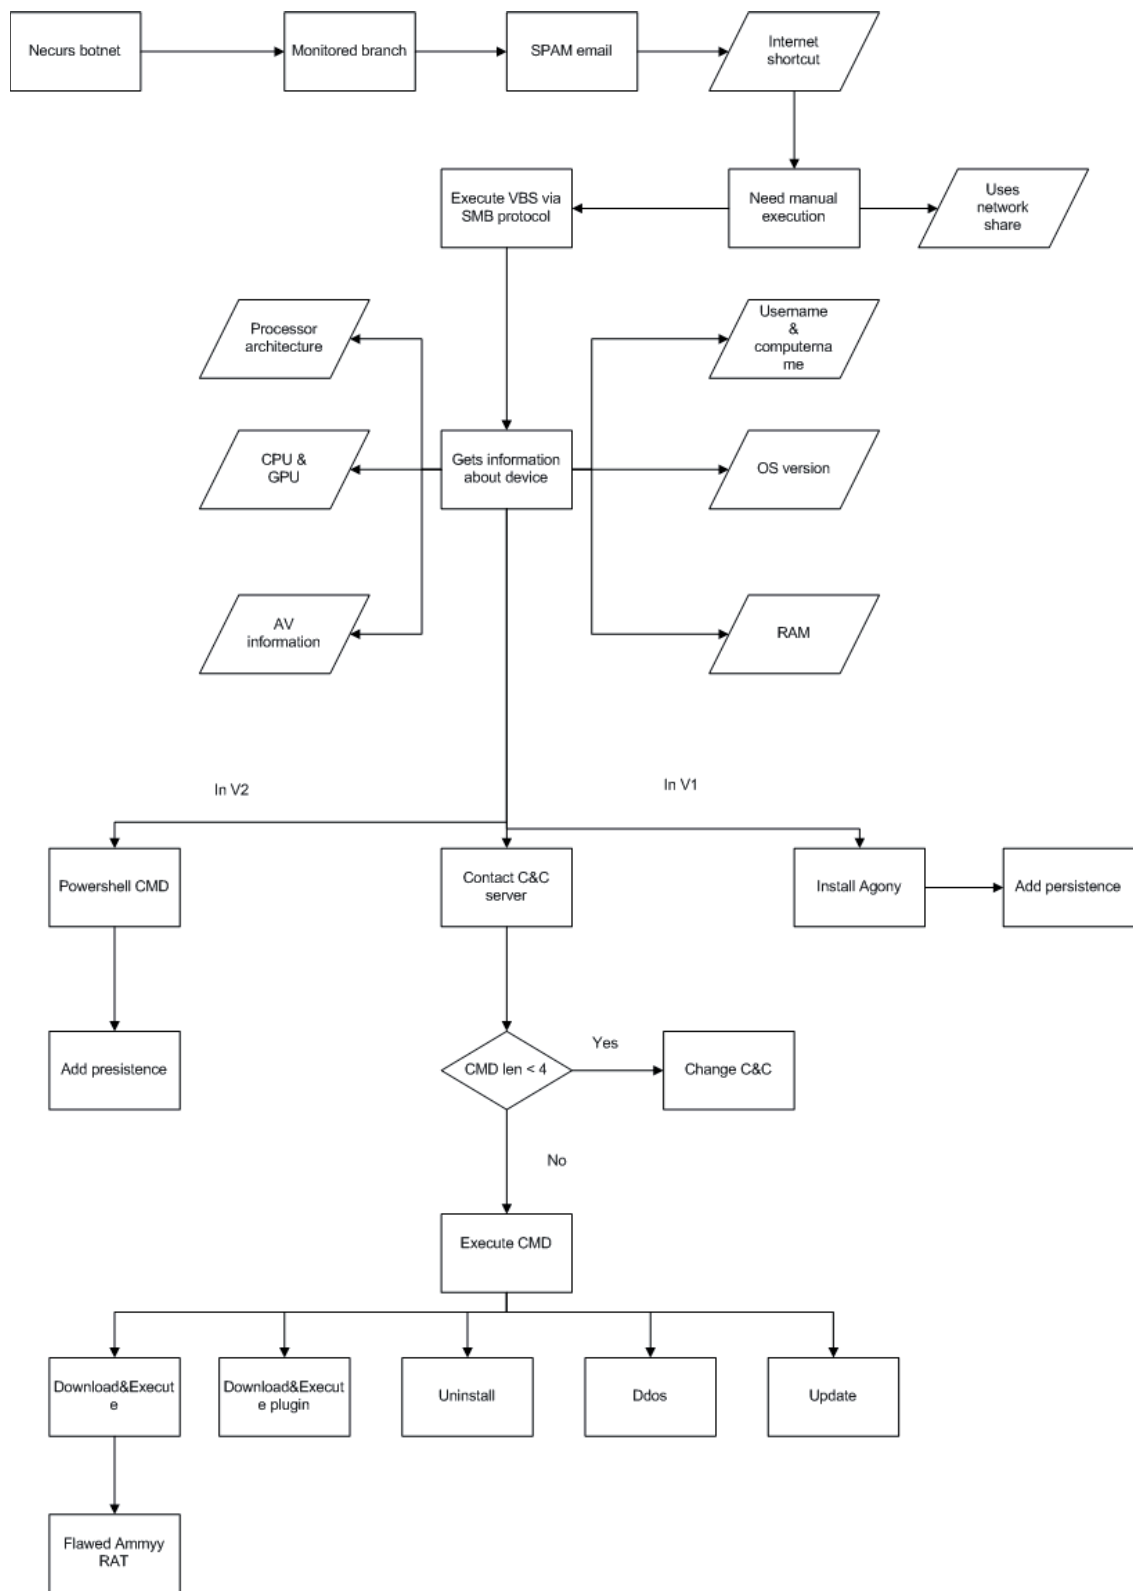 Necurs botnet
Monitored branch
SPAM email
Internet
shortcut
Execute VBS via
SMB protocol
Need manual
execution
Uses
network
share
Processor
architecture
Username
&
computerna
me
CPU &
GPU
Gets information
about device
OS version
AV
information
RAM
In V2
In V1
Powershell CMD
Contact C&C
server
Install Agony
Add persistence
Add presistence
CMD len < 4
Yes
Change C&C
No
Execute CMD
Download&Execut
e
Download&Execut
e plugin
Uninstall
Ddos
Update
Flawed Ammyy
RAT